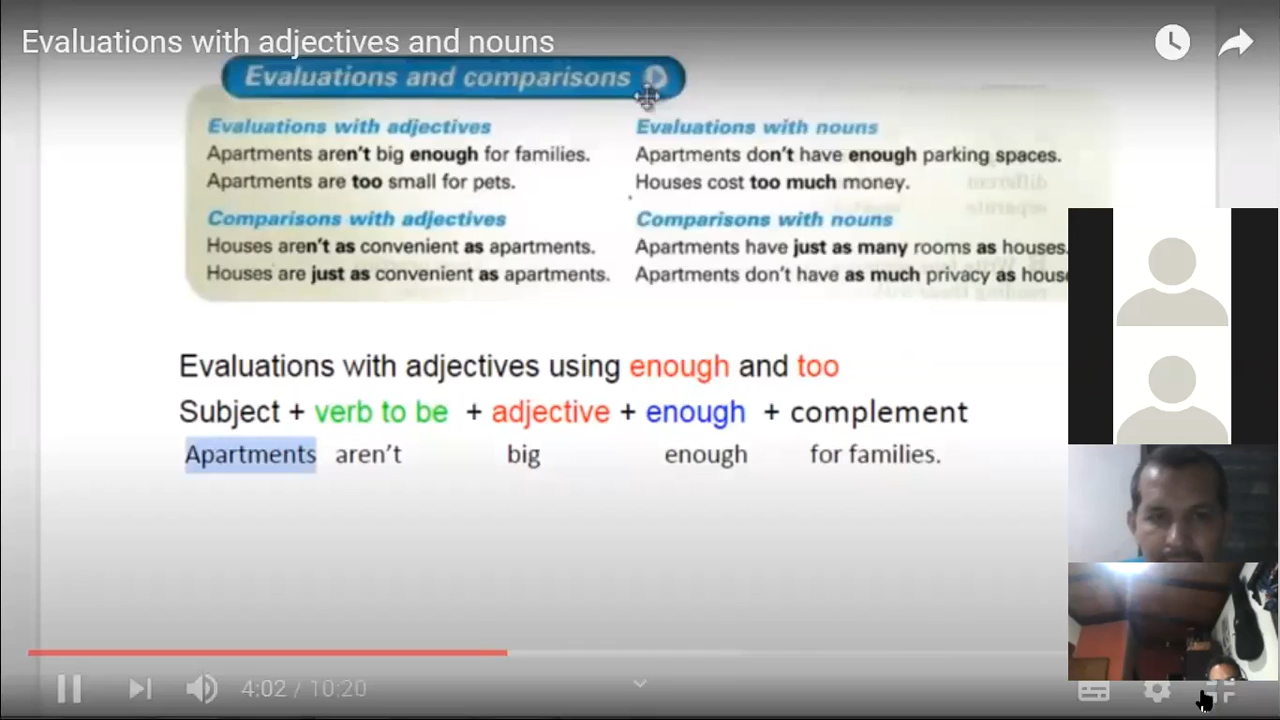 Evaluations with adjectives and nouns
Evaluations and comparisons
Evaluations with adjectives
Apartments aren't big enough for families.
Apartments are too small for pets.
Comparisons with adjectives
Houses aren't as convenient as apartments.
Houses are just as convenient as apartments.
Evaluations with nouns
Apartments don't have enough parking spaces.
Houses cost too much money.
Comparisons with nouns
Apartments have just as many rooms as houses.
Apartments don't have as much privacy as house
Evaluations with adjectives using enough and too
Subject + verb to be + adjective + enough + complement
Apartments aren't big enough for families.
4:02 / 10:20